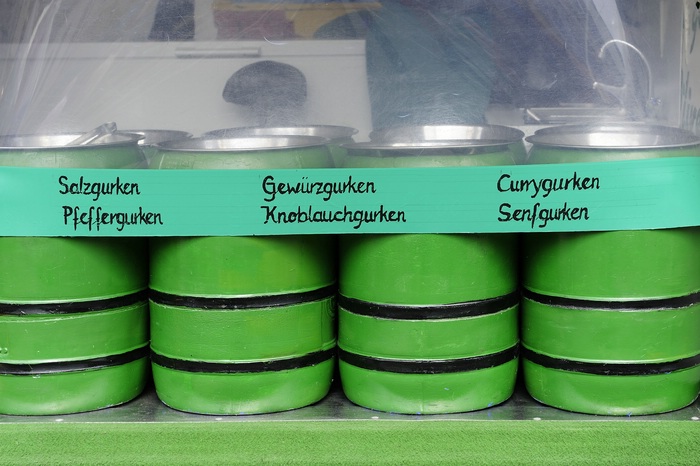 Salzgurken
Pfeffergurken
Gewürzgurken
Knoblauchgurken
Currygurken
Senfgurken